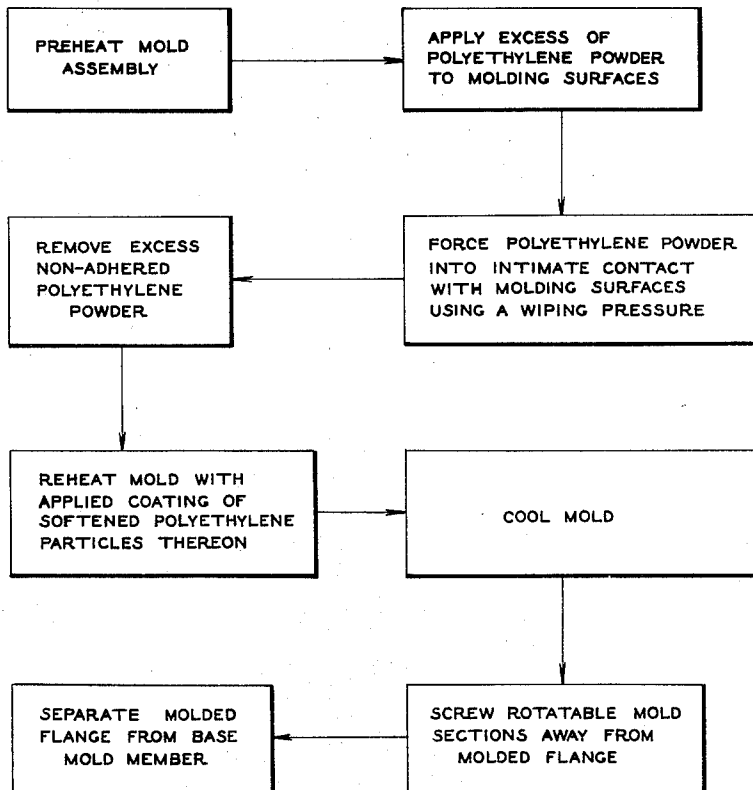 PREHEAT MOLD
ASSEMBLY
APPLY EXCESS OF
POLYETHYLENE POWDER
TO MOLDING SURFACES
FORCE POLYETHYLENE POWDER
INTO INTIMATE CONTACT
WITH MOLDING SURFACES
USING A WIPING PRESSURE
REMOVE EXCESS
NON-ADHERED
POLYETHYLENE
POWDER
REHEAT MOLD WITH
APPLIED COATING OF
SOFTENED POLYETHYLENE
PARTICLES THEREON
COOL MOLD
SCREW ROTATABLE MOLD
SECTIONS AWAY FROM
MOLDED FLANGE
SEPARATE MOLDED
FLANGE FROM BASE
MOLD MEMBER